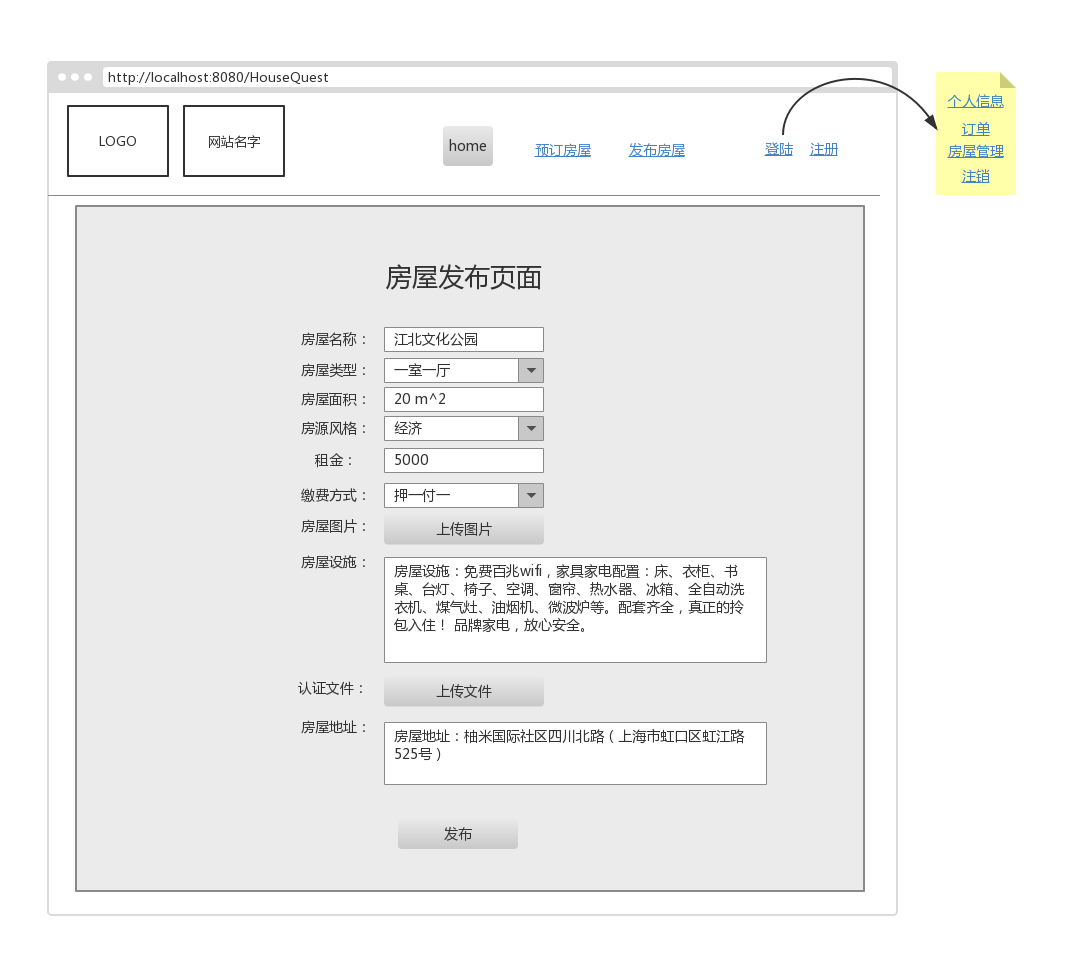 http://localhost:8080/HouseQuest
LOGO
网站名字
home
预订房屋
发布房屋
登陆
注册
个人信息
订单
房屋管理
注销
房屋发布页面
房屋名称：
江北文化公园
房屋类型：
一室一厅
房屋面积：
20 m^2
房源风格：
经济
租金：
5000
缴费方式：
押一付一
房屋图片：
上传图片
房屋设施：
房屋设施：免费百兆wifi，家具家电配置：床、衣柜、书
桌、台灯、椅子、空调、窗帘、热水器、冰箱、全自动洗
衣机、煤气灶、油烟机、微波炉等。配套齐全，真正的拎
包入住！ 品牌家电，放心安全。
认证文件：
上传文件
房屋地址：
房屋地址：柚米国际社区四川北路（上海市虹口区虹江路
525号）
发布